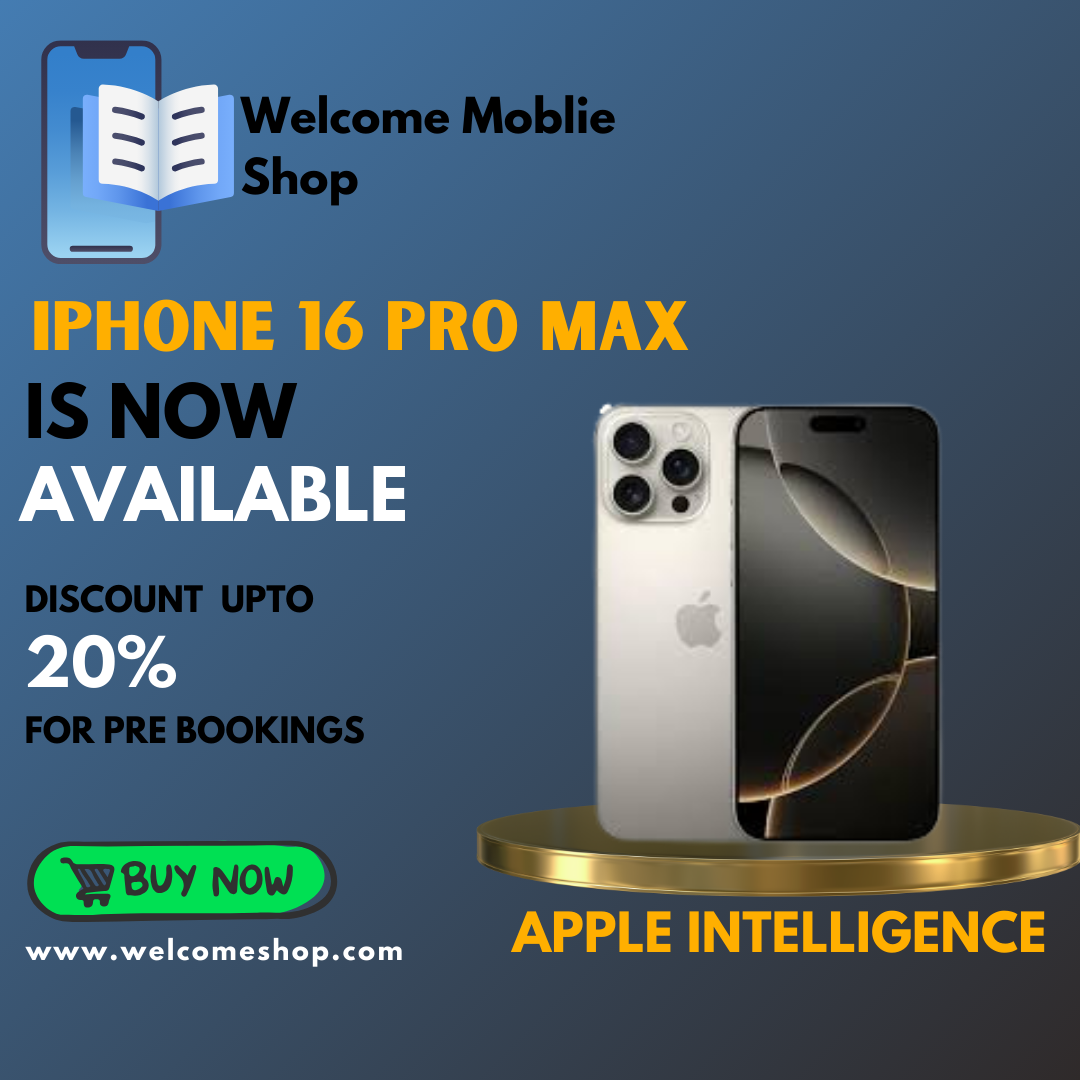 Welcome Moblie
Shop
IPHONE 16 PRO MAX
IS NOW
AVAILABLE
DISCOUNT UPTO
20%
FOR PRE BOOKINGS
BUY NOW
www.welcomeshop.com
APPLE INTELLIGENCE